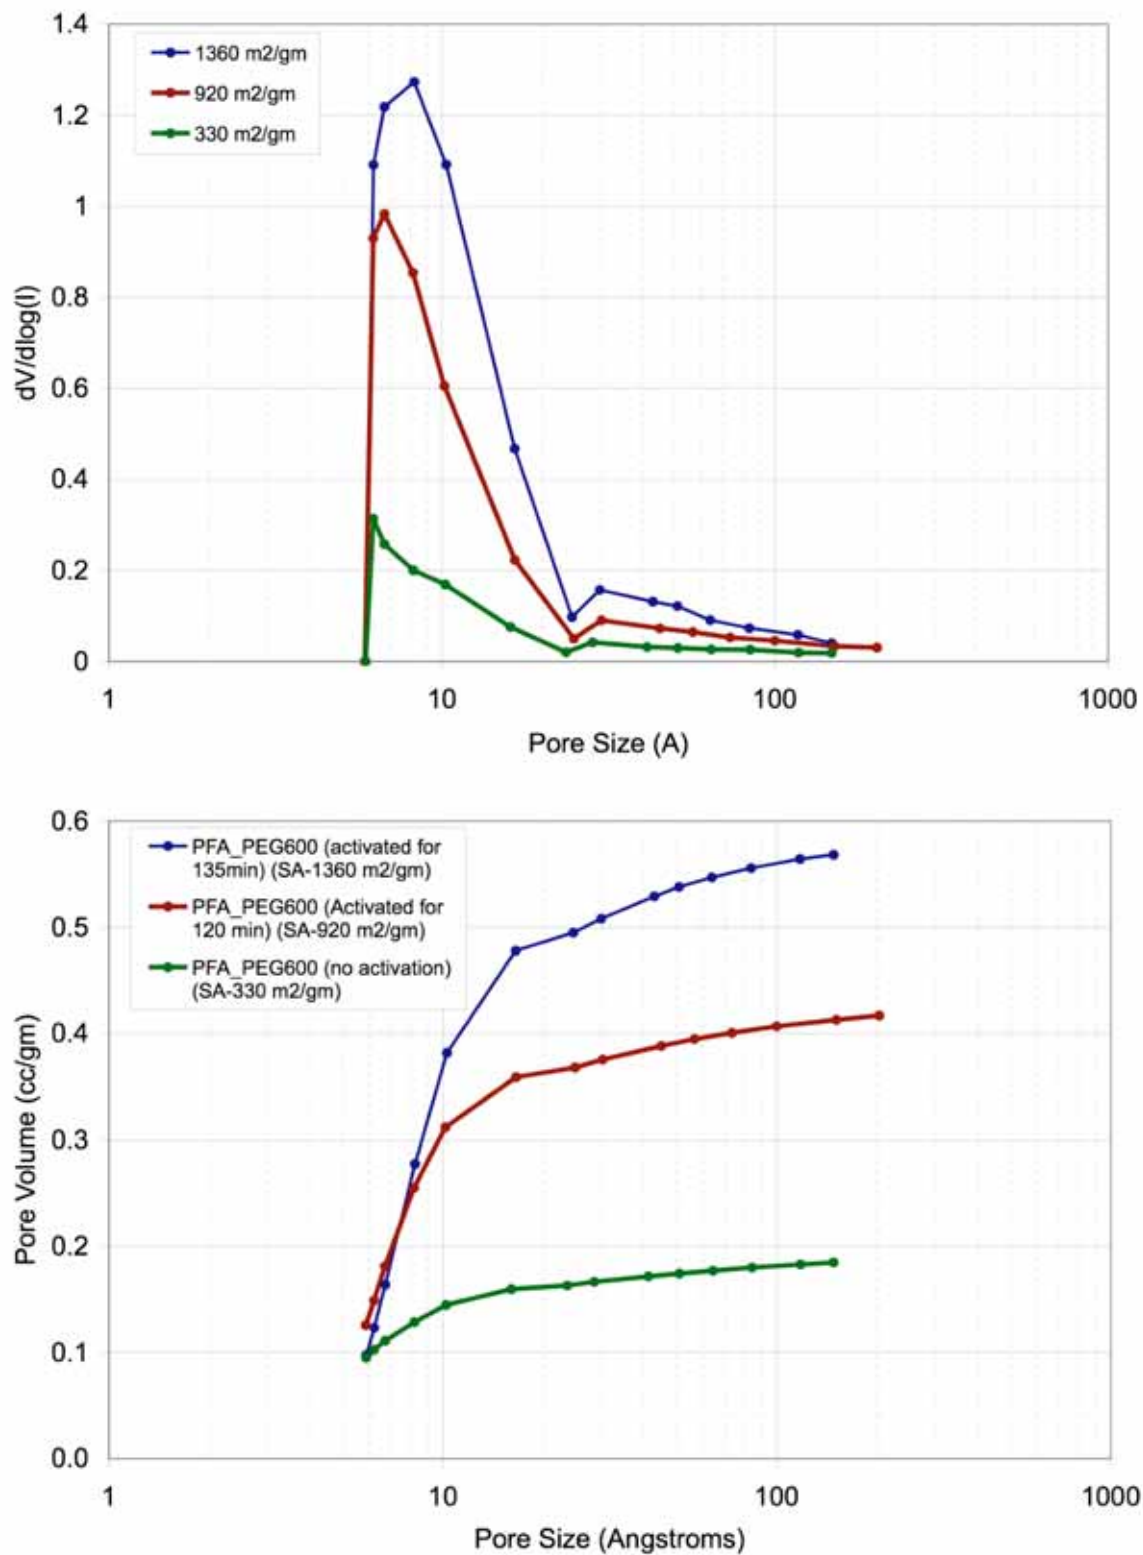 1.4
1.2
1
0.8
0.6
0.4
0.2
0
dV/dlog(l)
1360 m2/gm
920 m2/gm
330 m2/gm
1 10 100 1000
Pore Size (A)
0.6
0.5
0.4
0.3
0.2
0.1
0.0
Pore Volume (cc/gm)
PFA_PEG600 (activated for
135min) (SA-1360 m2/gm)
PFA_PEG600 (Activated for
120 min) (SA-920 m2/gm)
PFA_PEG600 (no activation)
(SA-330 m2/gm)
1 10 100 1000
Pore Size (Angstroms)